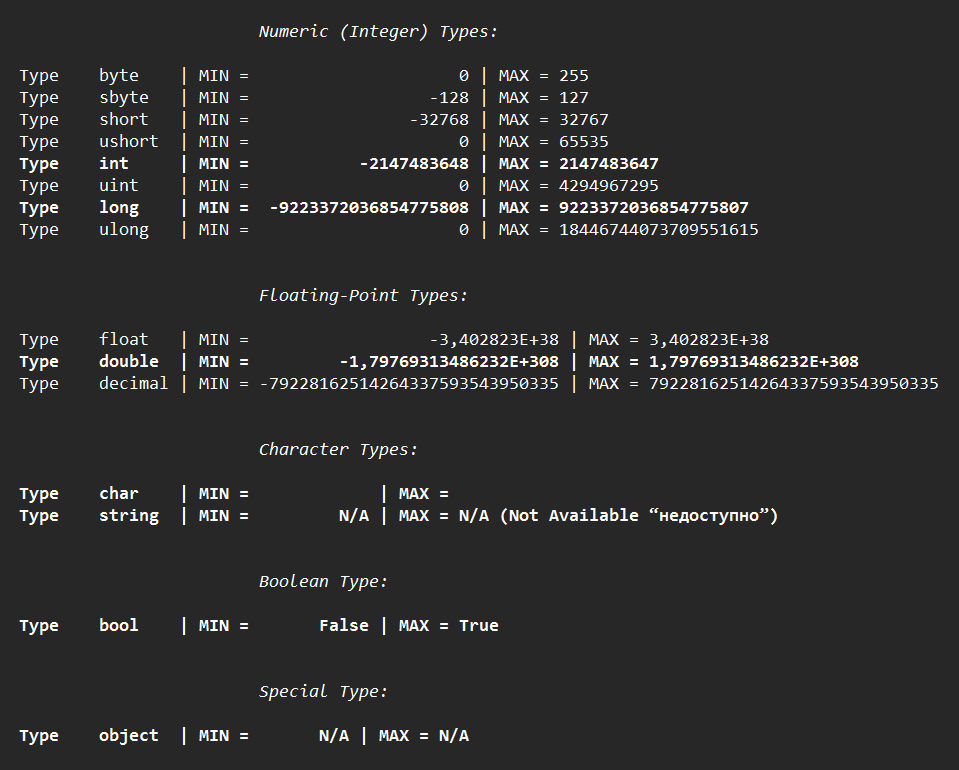 Numeric (Integer) Types:
Type    byte    | MIN =                     0 | MAX = 255
Type    sbyte   | MIN =                  -128 | MAX = 127
Type    short   | MIN =                -32768 | MAX = 32767
Type    ushort  | MIN =                     0 | MAX = 65535
Type    int     | MIN =           -2147483648 | MAX = 2147483647
Type    uint    | MIN =                     0 | MAX = 4294967295
Type    long    | MIN =  -9223372036854775808 | MAX = 9223372036854775807
Type    ulong   | MIN =                     0 | MAX = 18446744073709551615
Floating-Point Types:
Type    float   | MIN =                  -3,402823E+38 | MAX = 3,402823E+38
Type    double  | MIN =         -1,79769313486232E+308 | MAX = 1,79769313486232E+308
Type    decimal | MIN = -79228162514264337593543950335 | MAX = 79228162514264337593543950335
Character Types:
Type    char    | MIN =             | MAX =
Type    string  | MIN =         N/A | MAX = N/A (Not Available “недоступно”)
Boolean Type:
Type    bool    | MIN =       False | MAX = True
Special Type:
Type    object  | MIN =       N/A | MAX = N/A